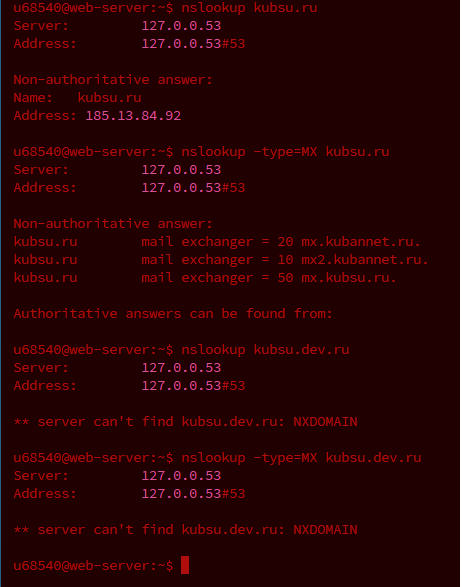 u68540@web-server:~$ nslookup kubsu.ru
Server:         127.0.0.53
Address:        127.0.0.53#53
Non-authoritative answer:
Name:   kubsu.ru
Address: 185.13.84.92
u68540@web-server:~$ nslookup -type=MX kubsu.ru
Server:         127.0.0.53
Address:        127.0.0.53#53
Non-authoritative answer:
kubsu.ru        mail exchanger = 20 mx.kubannet.ru.
kubsu.ru        mail exchanger = 10 mx2.kubannet.ru.
kubsu.ru        mail exchanger = 50 mx.kubsu.ru.
Authoritative answers can be found from:
u68540@web-server:~$ nslookup kubsu.dev.ru
Server:         127.0.0.53
Address:        127.0.0.53#53
** server can't find kubsu.dev.ru: NXDOMAIN
u68540@web-server:~$ nslookup -type=MX kubsu.dev.ru
Server:         127.0.0.53
Address:        127.0.0.53#53
** server can't find kubsu.dev.ru: NXDOMAIN
u68540@web-server:~$